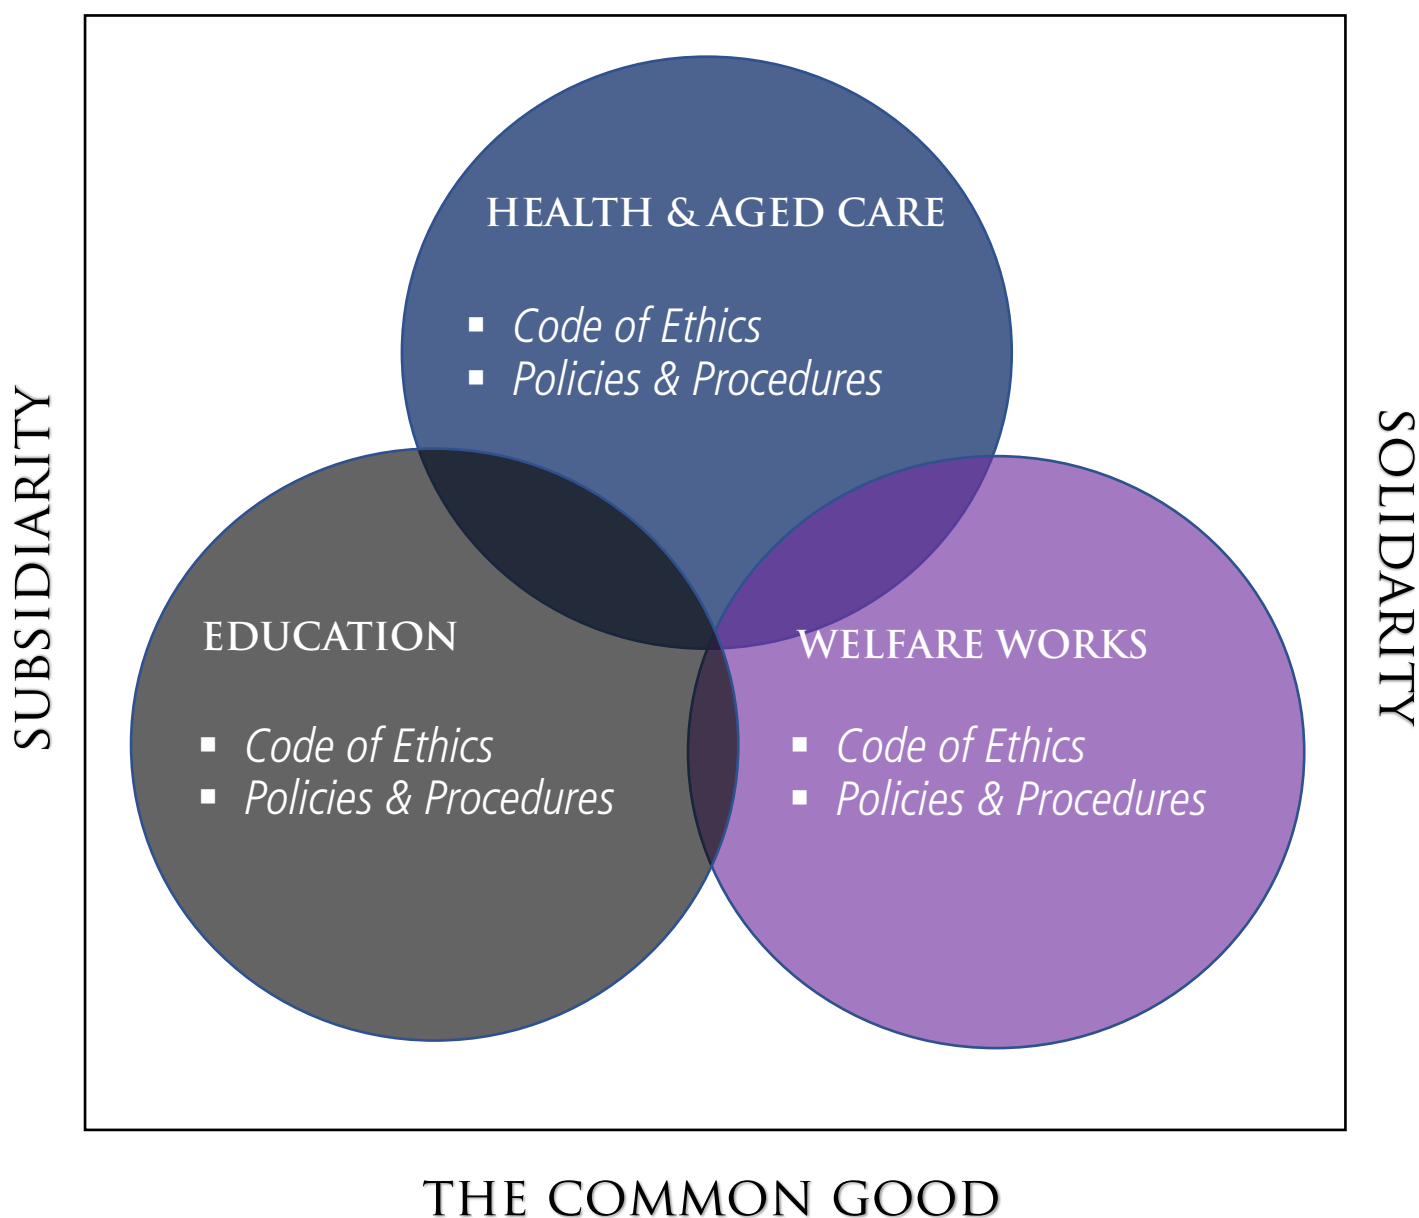 HEALTH & AGED CARE
▪ Code of Ethics
▪ Policies & Procedures
SUBSIDIARITY
SOLIDARITY
EDUCATION
▪ Code of Ethics
▪ Policies & Procedures
WELFARE WORKS
▪ Code of Ethics
▪ Policies & Procedures
THE COMMON GOOD